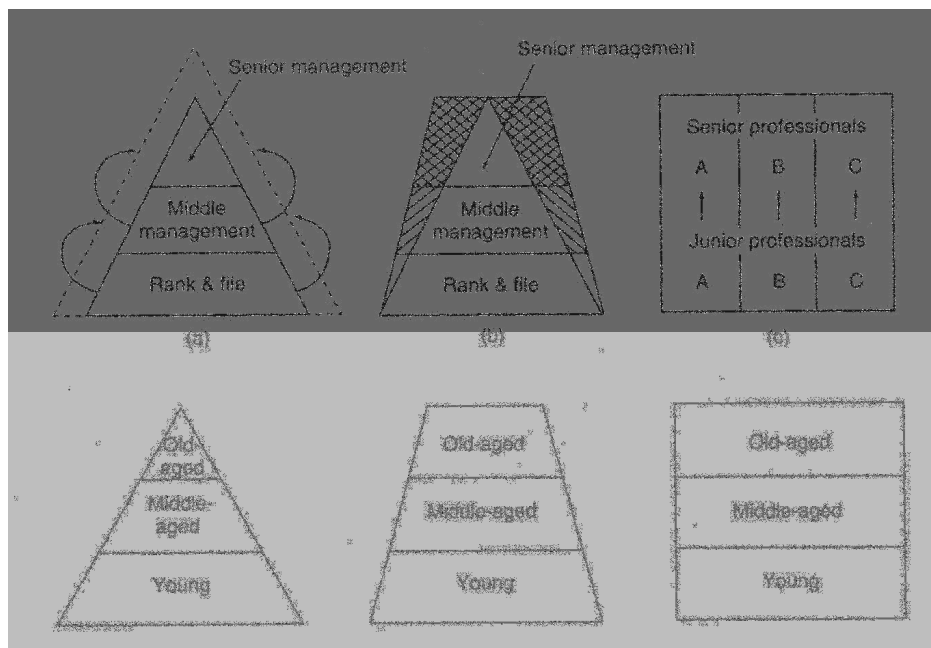 Senior management
Middle
management
Rank & file
(a)
Senior management
Middle
management
Rank & file
(b)
Senior professionals
A B C
Junior professionals
A B C
(c)
Old-
aged
Middle-
aged
Young
Old-aged
Middle-aged
Young
Old-aged
Middle-aged
Young